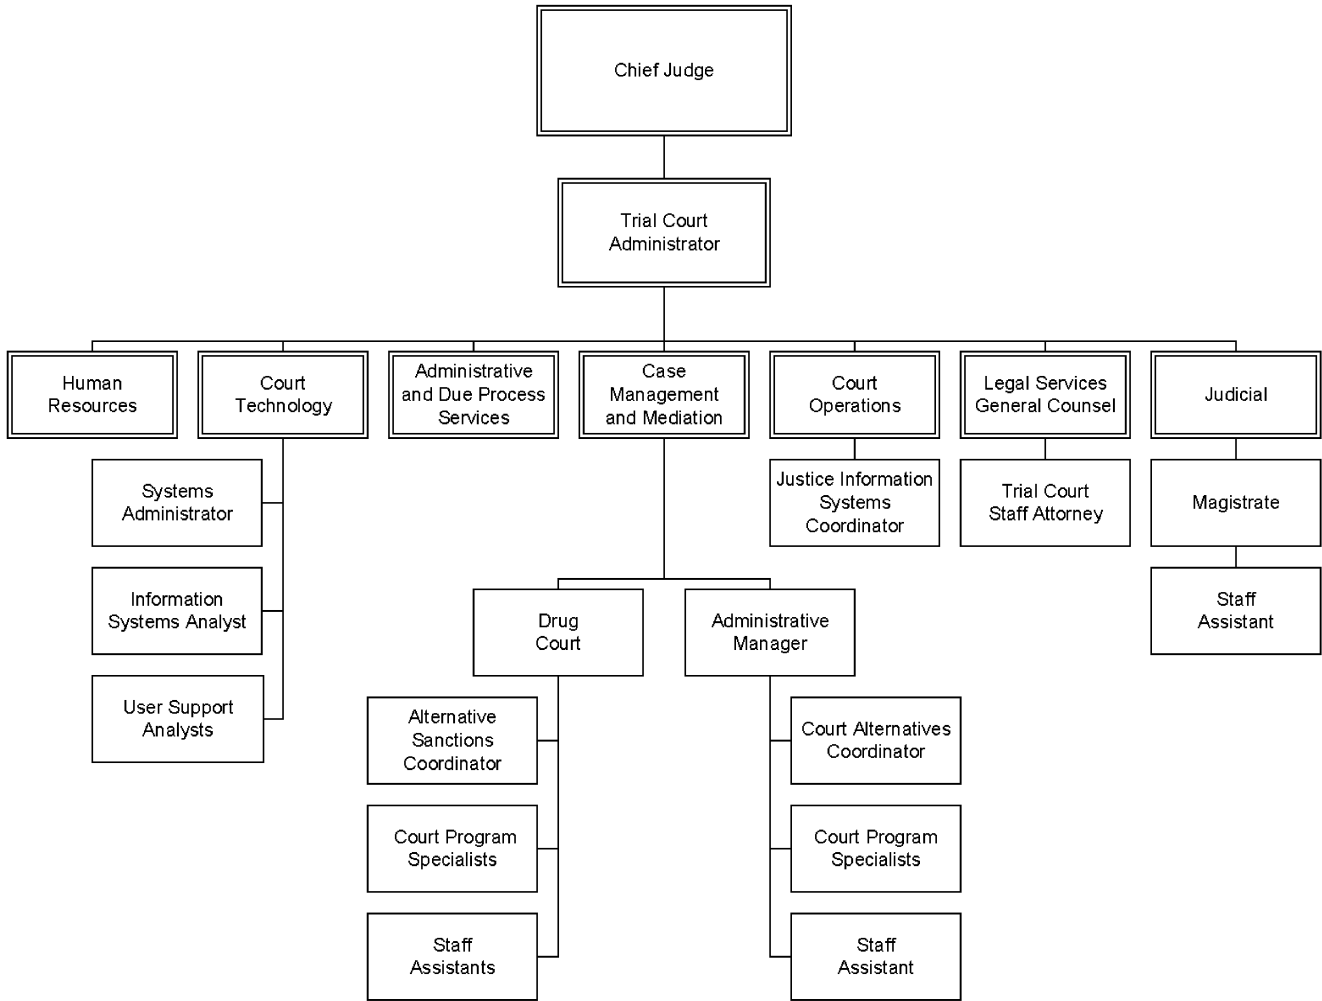 Chief Judge
Trial Court
Administrator
Human
Resources
Court
Technology
Administrative
and Due Process
Services
Case
Management
and Mediation
Court
Operations
Legal Services
General Counsel
Judicial
Systems
Administrator
Justice Information
Systems
Coordinator
Trial Court
Staff Attorney
Magistrate
Information
Systems Analyst
Drug
Court
Administrative
Manager
Staff
Assistant
User Support
Analysts
Alternative
Sanctions
Coordinator
Court Alternatives
Coordinator
Court Program
Specialists
Court Program
Specialists
Staff
Assistants
Staff
Assistant